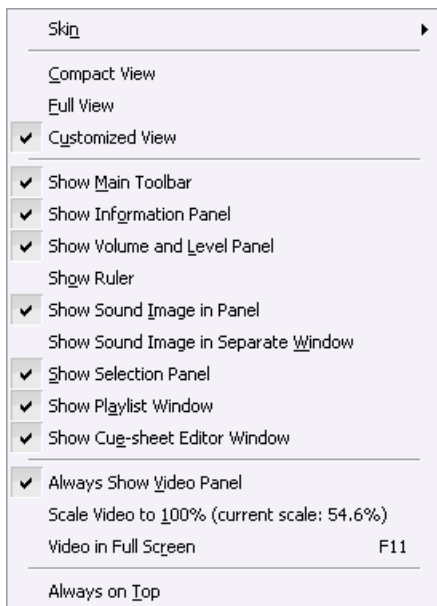 Skin
Compact View
Full View
Customized View
Show Main Toolbar
Show Information Panel
Show Volume and Level Panel
Show Ruler
Show Sound Image in Panel
Show Sound Image in Separate Window
Show Selection Panel
Show Playlist Window
Show Cue-sheet Editor Window
Always Show Video Panel
Scale Video to 100% (current scale: 54.6%)
Video in Full Screen F11
Always on Top